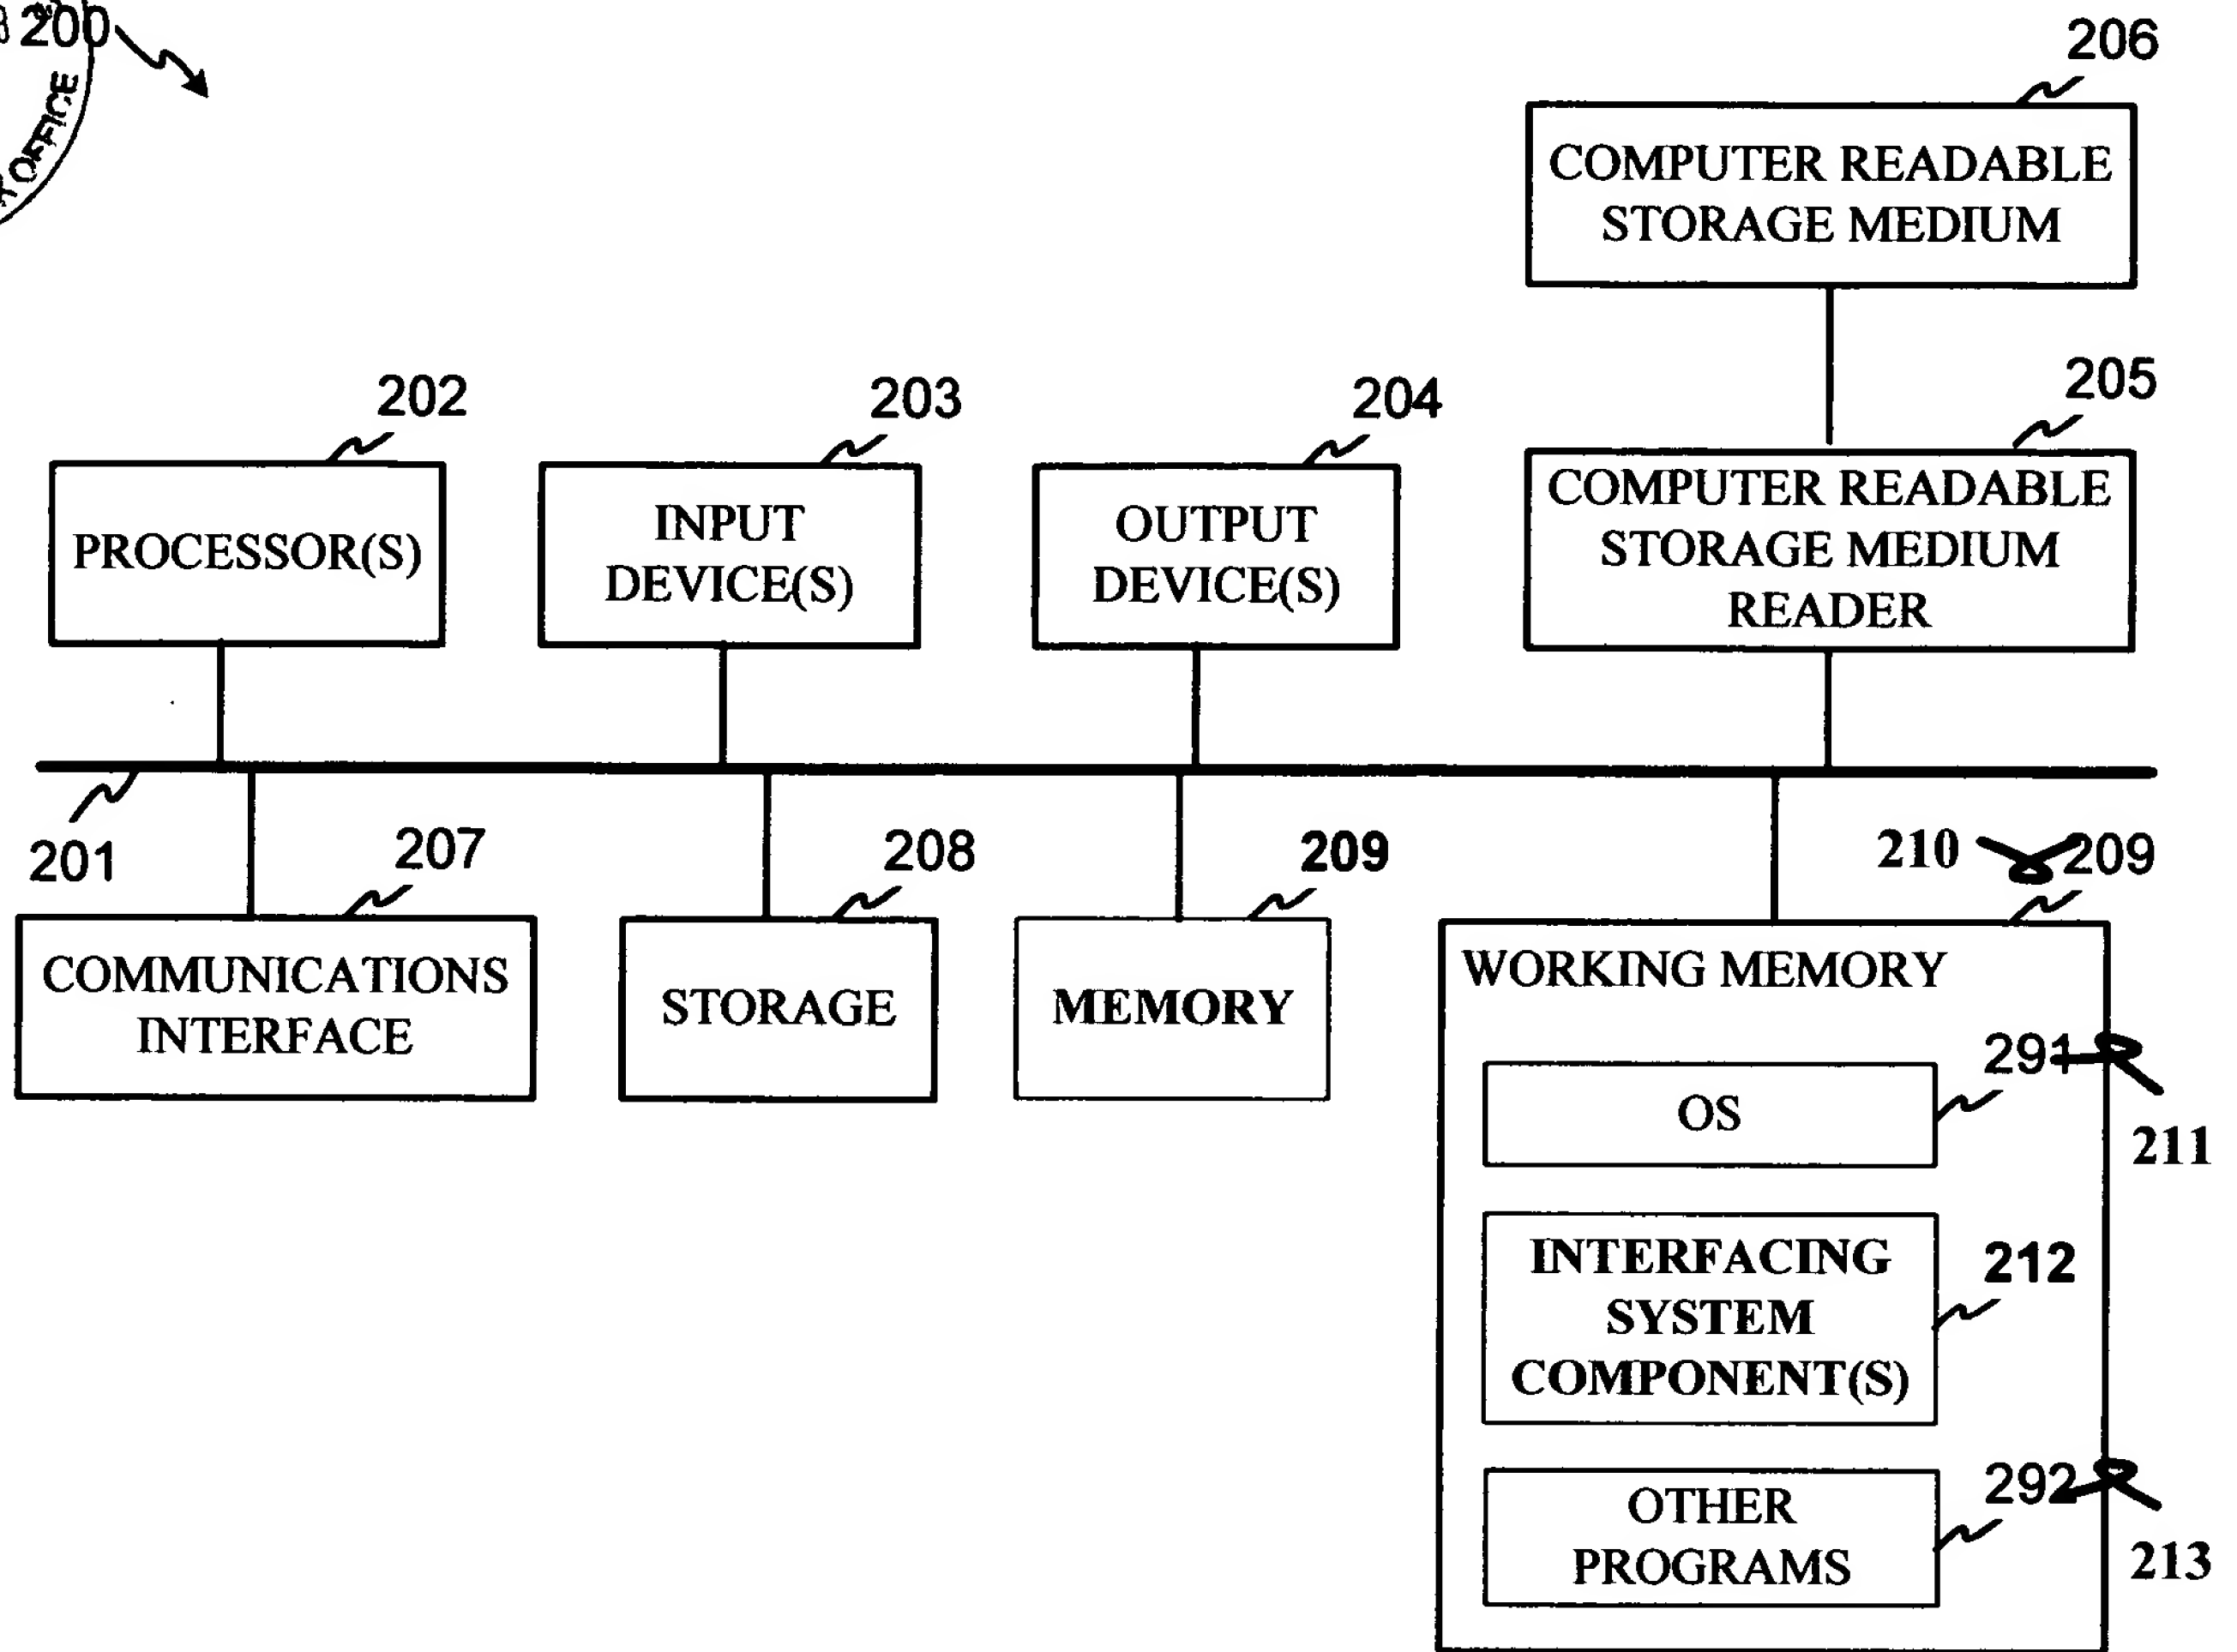 200
OFFICE
206
COMPUTER READABLE
STORAGE MEDIUM
202
203
204
205
PROCESSOR(S)
INPUT
DEVICE(S)
OUTPUT
DEVICE(S)
COMPUTER READABLE
STORAGE MEDIUM
READER
201
207
208
209
210
209
COMMUNICATIONS
INTERFACE
STORAGE
MEMORY
WORKING MEMORY
291
OS
211
INTERFACING
SYSTEM
COMPONENT(S)
212
OTHER
PROGRAMS
292
213